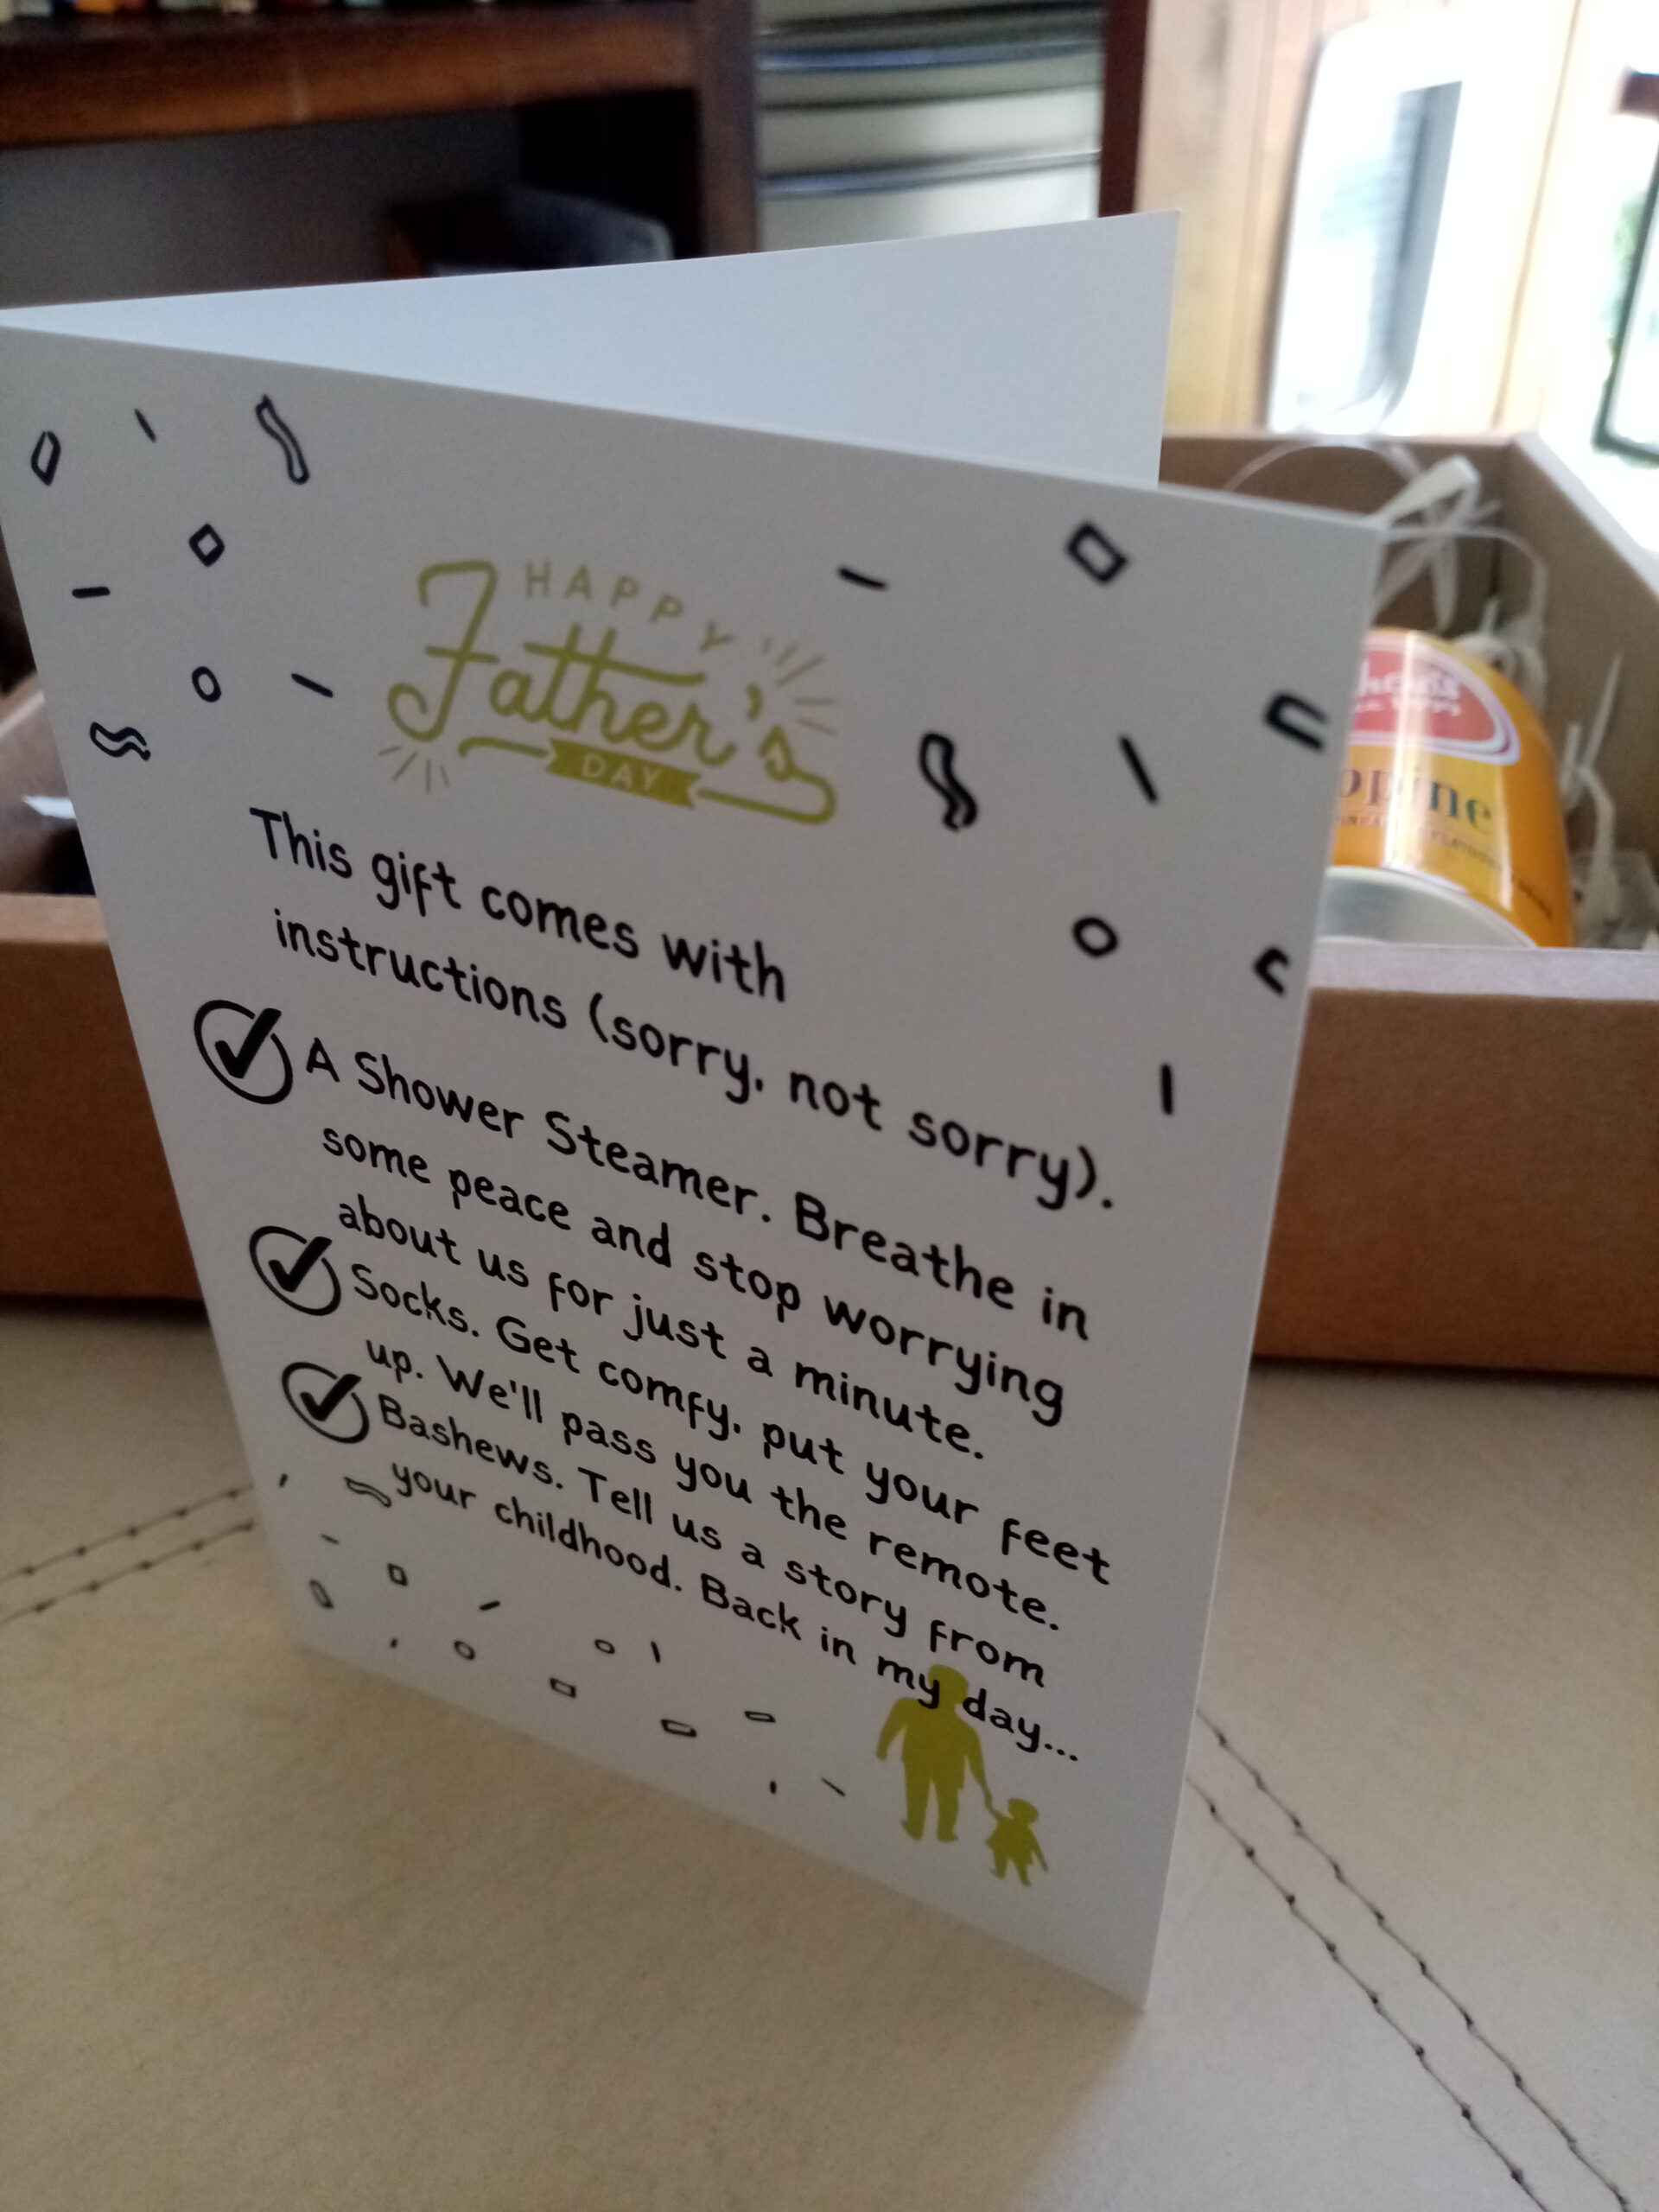 HAPPY
Father's
DAY
This gift comes with
instructions (sorry, not sorry).
A Shower Steamer. Breathe in
some peace and stop worrying
about us for just a minute.
Socks. Get comfy, put your feet
up. We'll pass you the remote.
Bashews. Tell us a story from
your childhood. Back in my day...